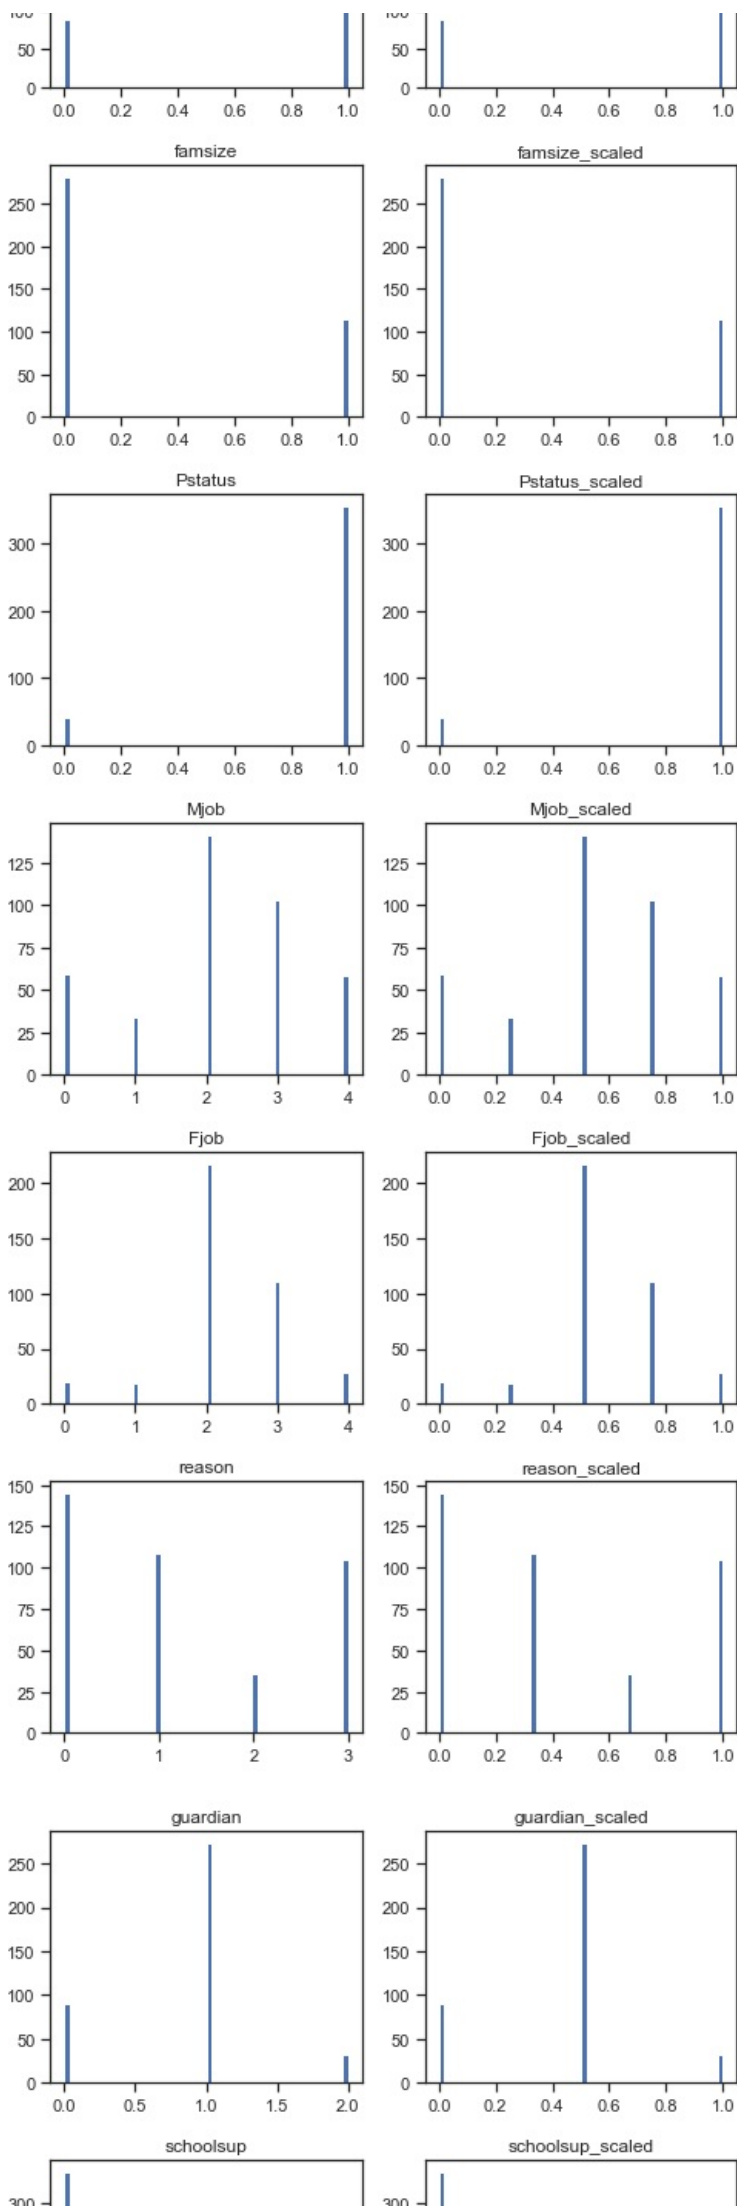 100 100
50 50
0 0
0.0 0.2 0.4 0.6 0.8 1.0 0.0 0.2 0.4 0.6 0.8 1.0
famsize famsize_scaled
250 250
200 200
150 150
100 100
50 50
0 0
0.0 0.2 0.4 0.6 0.8 1.0 0.0 0.2 0.4 0.6 0.8 1.0
Pstatus Pstatus_scaled
300 300
200 200
100 100
0 0
0.0 0.2 0.4 0.6 0.8 1.0 0.0 0.2 0.4 0.6 0.8 1.0
Mjob Mjob_scaled
125 125
100 100
75 75
50 50
25 25
0 0
0 1 2 3 4 0.0 0.2 0.4 0.6 0.8 1.0
Fjob Fjob_scaled
200 200
150 150
100 100
50 50
0 0
0 1 2 3 4 0.0 0.2 0.4 0.6 0.8 1.0
reason reason_scaled
150 150
125 125
100 100
75 75
50 50
25 25
0 0
0 1 2 3 0.0 0.2 0.4 0.6 0.8 1.0
guardian guardian_scaled
250 250
200 200
150 150
100 100
50 50
0 0
0.0 0.5 1.0 1.5 2.0 0.0 0.2 0.4 0.6 0.8 1.0
schoolsup schoolsup_scaled
300 300